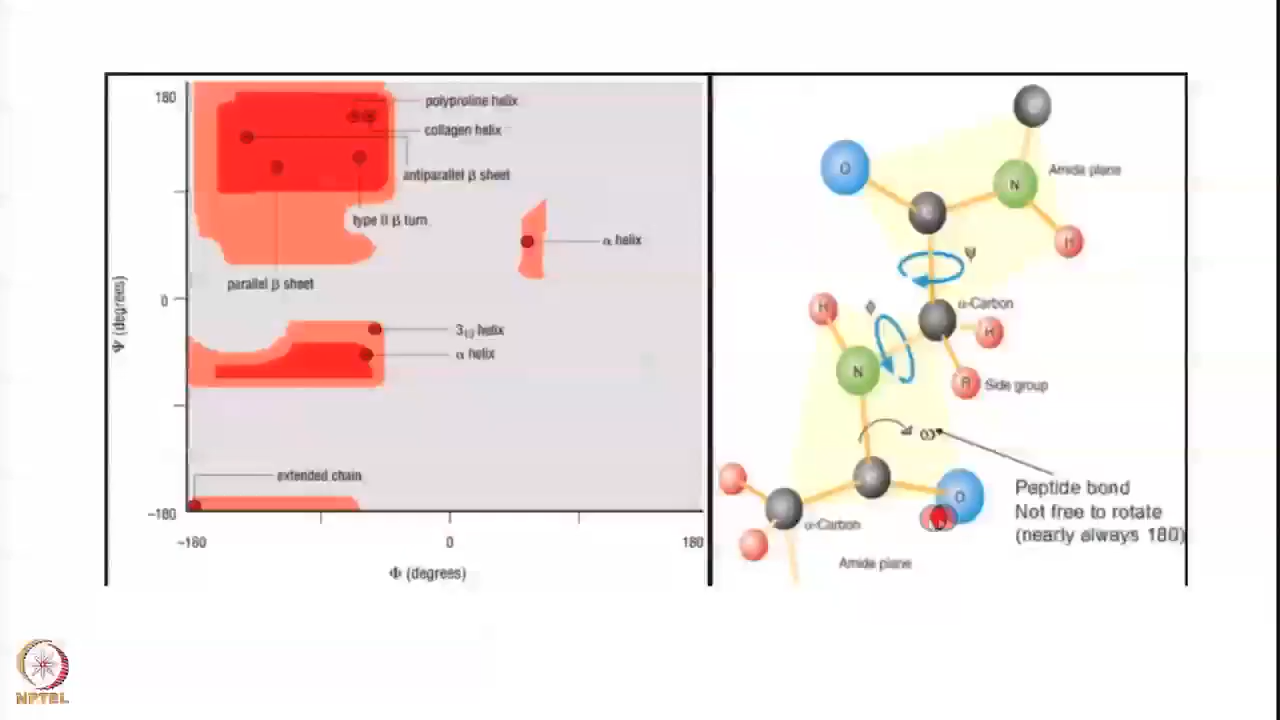 180
polyproline helix
collagen helix
antiparallel β sheet
type II β turn
α helix
parallel β sheet
0
Ψ (degrees)
3₁₀ helix
α helix
extended chain
-180
-180
0
180
Φ (degrees)
O
C
N
H
Amida plane
Ψ
ϕ
α-Carbon
H
H
N
R
Side group
ω
C
O
α-Carbon
Amida plane
Peptide bond
Not free to rotate
(nearly always 180)
NPTEL